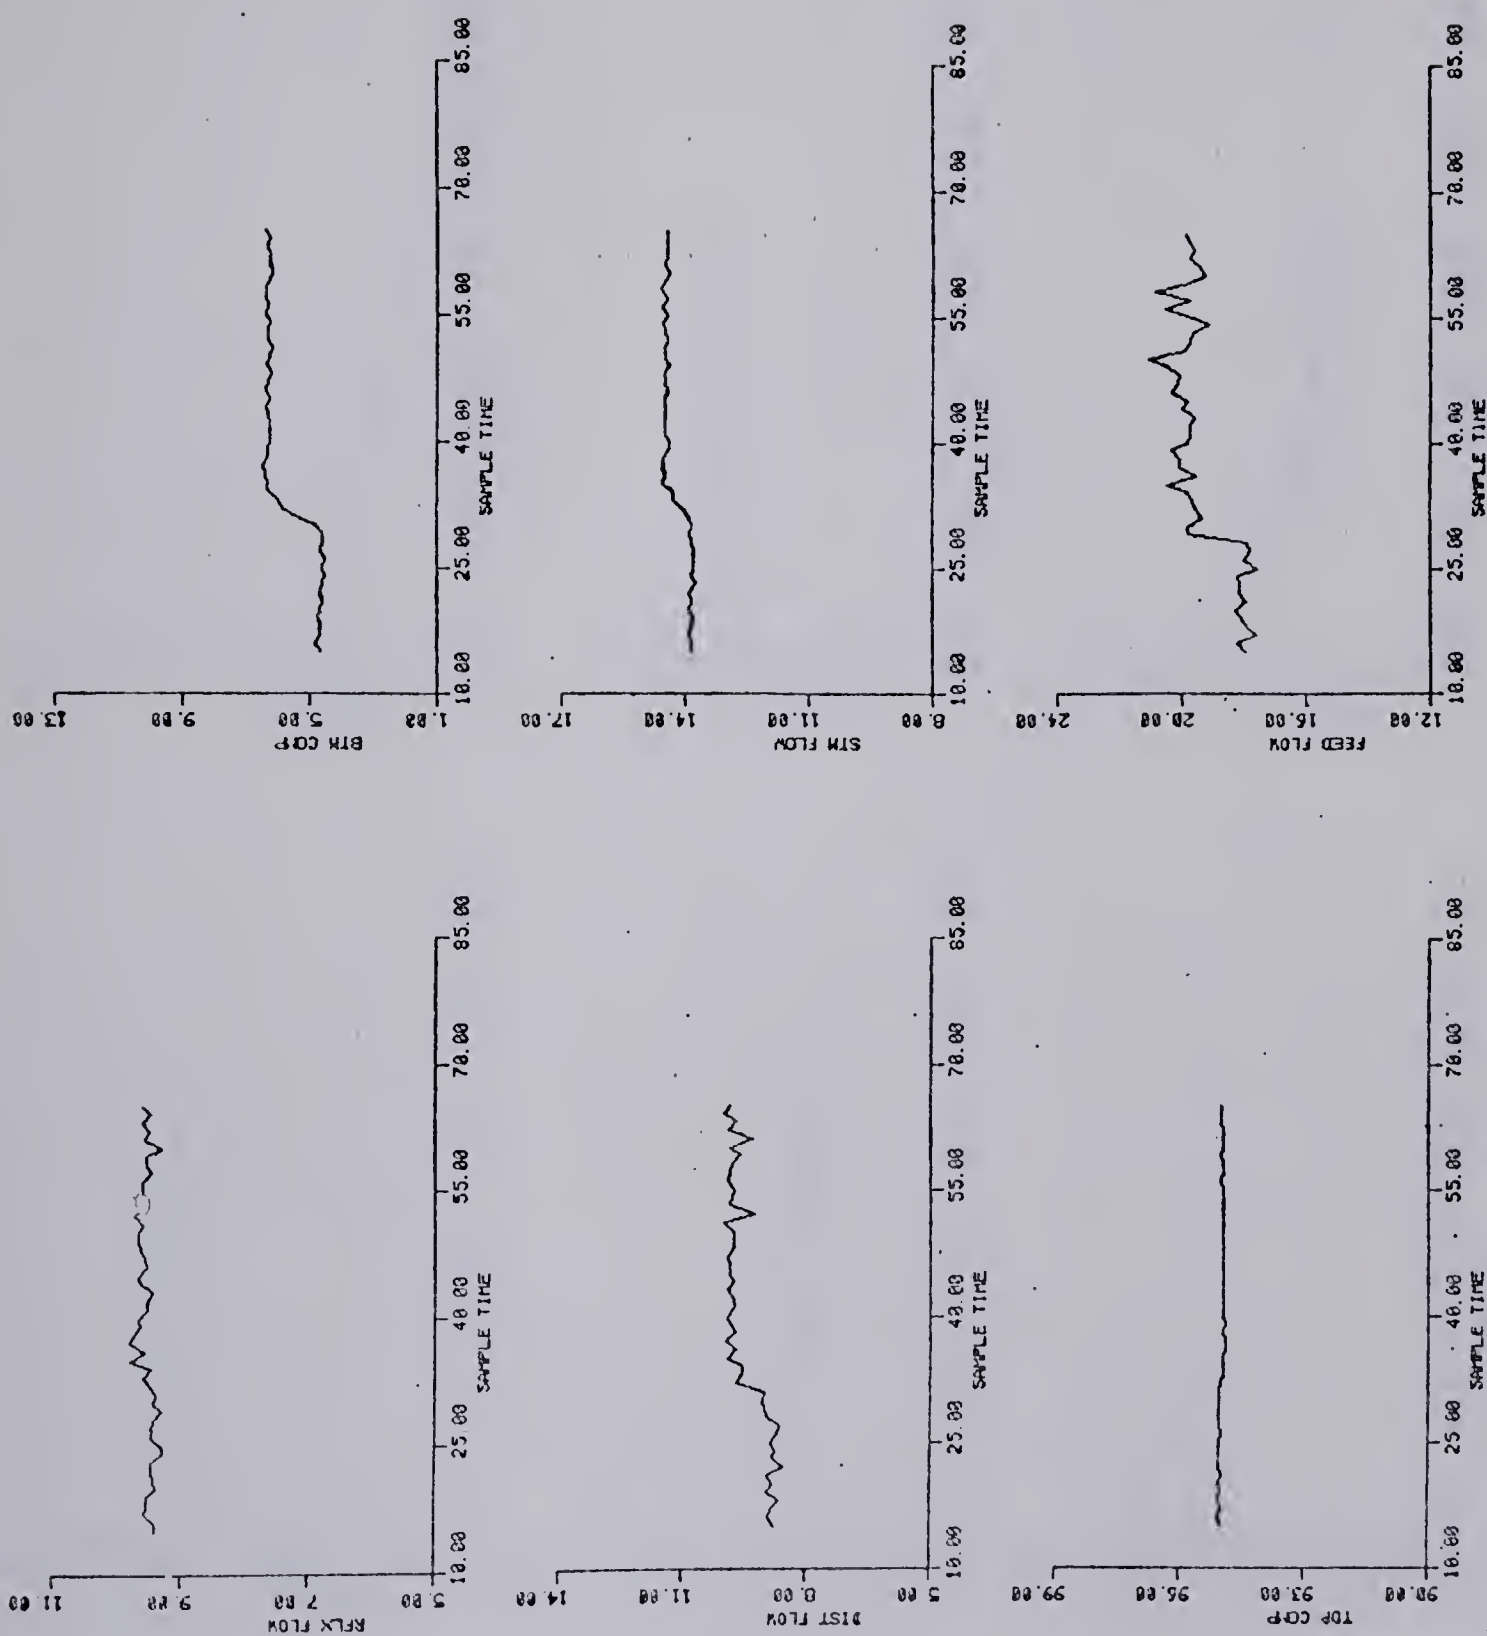 11.00
9.00
7.00
5.00
RFLX FLOW
10.00 25.00 40.00 55.00 70.00 85.00
SAMPLE TIME
14.00
11.00
8.00
5.00
DIST FLOW
10.00 25.00 40.00 55.00 70.00 85.00
SAMPLE TIME
99.00
96.00
93.00
90.00
TOP COMP
10.00 25.00 40.00 55.00 70.00 85.00
SAMPLE TIME
13.00
9.00
5.00
1.00
BTM COMP
10.00 25.00 40.00 55.00 70.00 85.00
SAMPLE TIME
17.00
14.00
11.00
8.00
STM FLOW
10.00 25.00 40.00 55.00 70.00 85.00
SAMPLE TIME
24.00
20.00
16.00
12.00
FEED FLOW
10.00 25.00 40.00 55.00 70.00 85.00
SAMPLE TIME